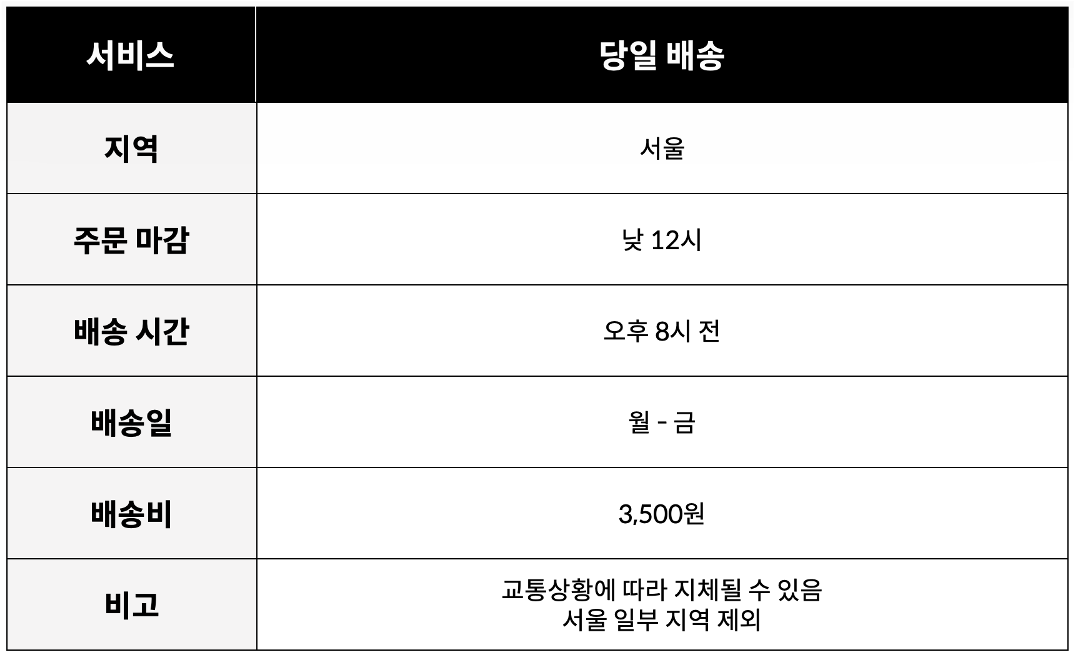 서비스 당일 배송
지역 서울
주문 마감 낮 12시
배송 시간 오후 8시 전
배송일 월 - 금
배송비 3,500원
비고 교통상황에 따라 지체될 수 있음
서울 일부 지역 제외